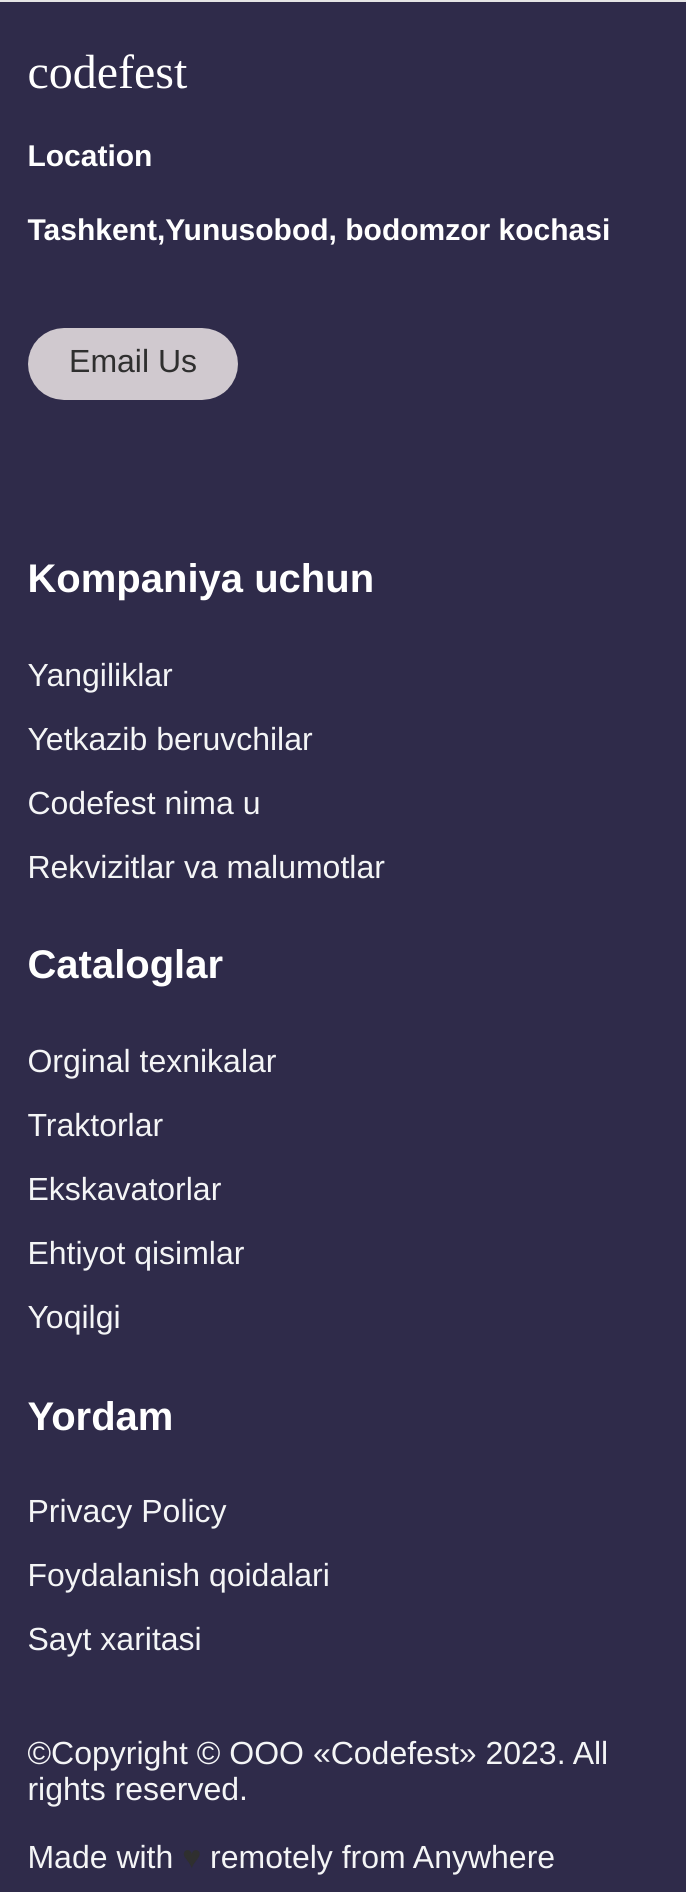 codefest
Location
Tashkent,Yunusobod, bodomzor kochasi
Email Us
Kompaniya uchun
Yangiliklar
Yetkazib beruvchilar
Codefest nima u
Rekvizitlar va malumotlar
Cataloglar
Orginal texnikalar
Traktorlar
Ekskavatorlar
Ehtiyot qisimlar
Yoqilgi
Yordam
Privacy Policy
Foydalanish qoidalari
Sayt xaritasi
©Copyright © OOO «Codefest» 2023. All
rights reserved.
Made with ♥ remotely from Anywhere